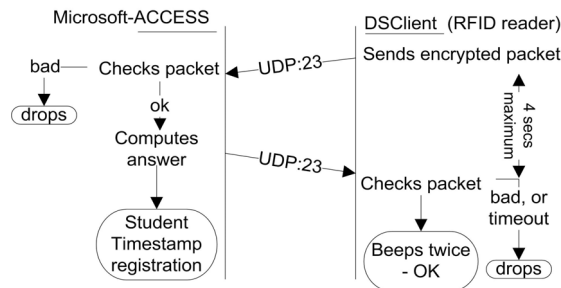 Microsoft-ACCESS
DSClient (RFID reader)
Sends encrypted packet
UDP:23
bad
Checks packet
drops
ok
4 secs
maximum
Computes
answer
UDP:23
Checks packet
bad, or
timeout
Student
Timestamp
registration
Beeps twice
- OK
drops